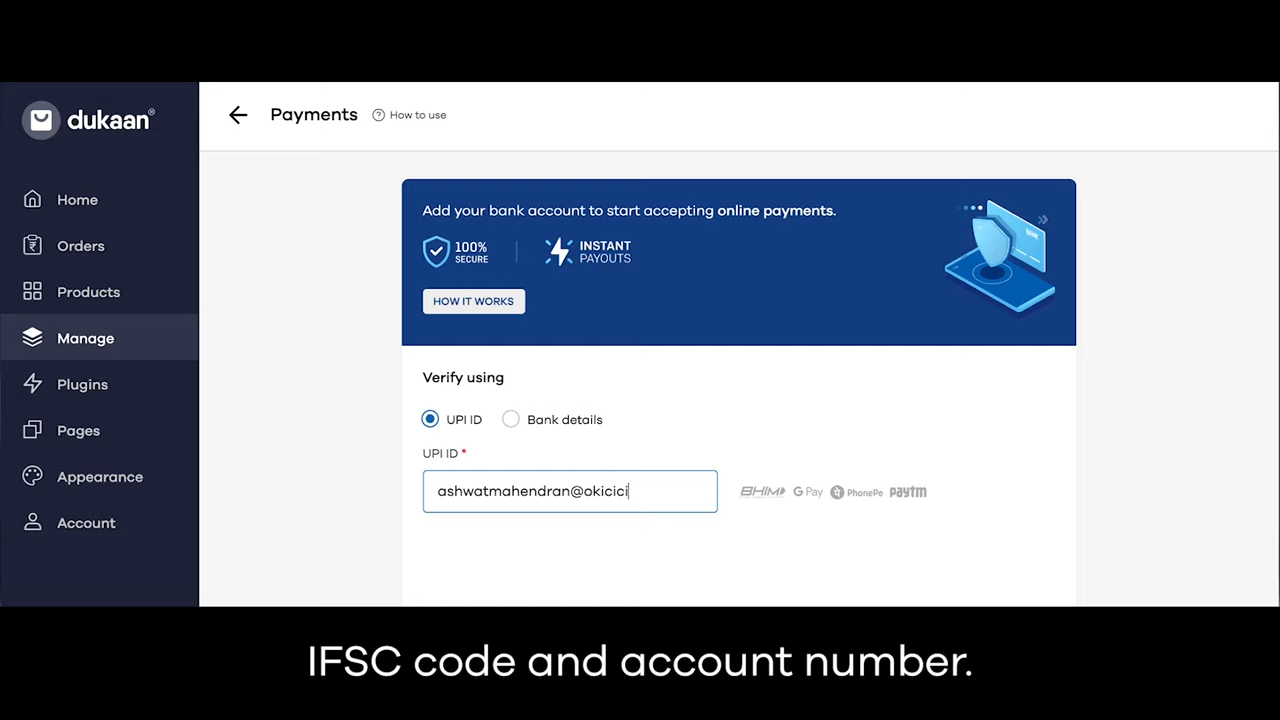 dukaan®
Payments
How to use
Home
Orders
Products
Manage
Plugins
Pages
Appearance
Account
Add your bank account to start accepting online payments.
100%
SECURE
INSTANT
PAYOUTS
HOW IT WORKS
BANK
Verify using
UPI ID
Bank details
UPI ID *
ashwatmahendran@okicici
BHIM
G Pay
PhonePe
paytm
IFSC code and account number.